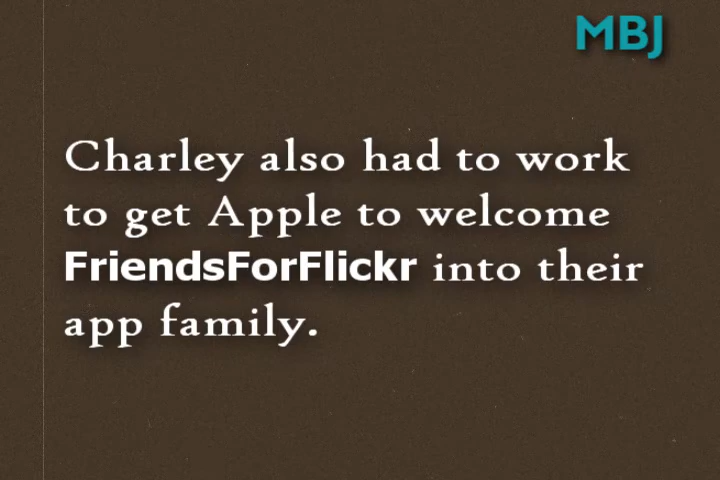 MBJ
Charley also had to work
to get Apple to welcome
FriendsForFlickr into their
app family.